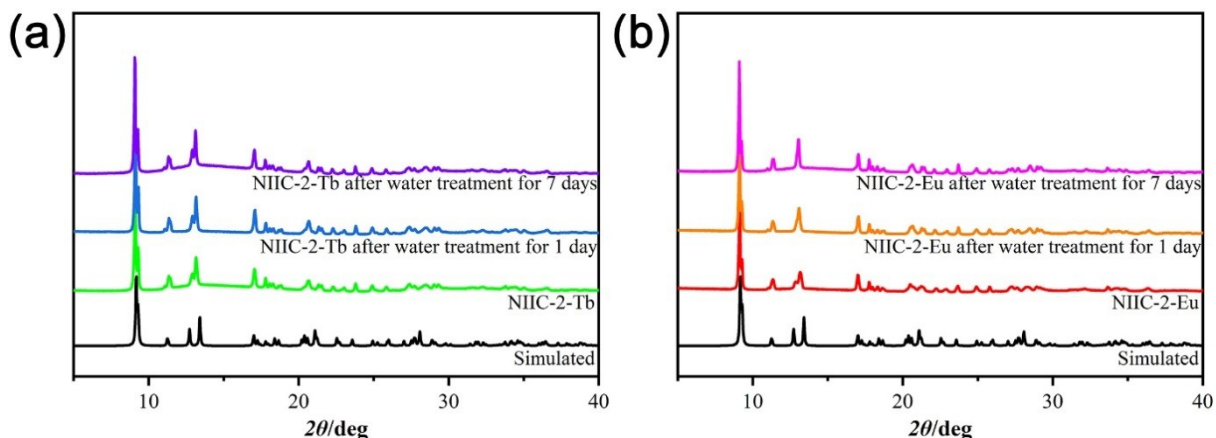 (a)
NIIC-2-Tb after water treatment for 7 days
NIIC-2-Tb after water treatment for 1 day
NIIC-2-Tb
Simulated
10 20 30 40
2θ/deg
(b)
NIIC-2-Eu after water treatment for 7 days
NIIC-2-Eu after water treatment for 1 day
NIIC-2-Eu
Simulated
10 20 30 40
2θ/deg